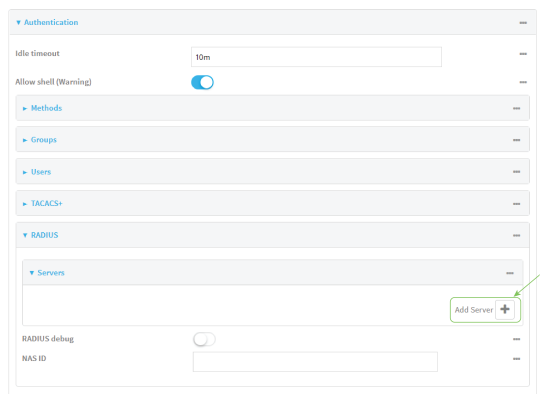 Authentication
Idle timeout
10m
Allow shell (Warning)
Methods
Groups
Users
TACACS+
RADIUS
Servers
Add Server
RADIUS debug
NAS ID